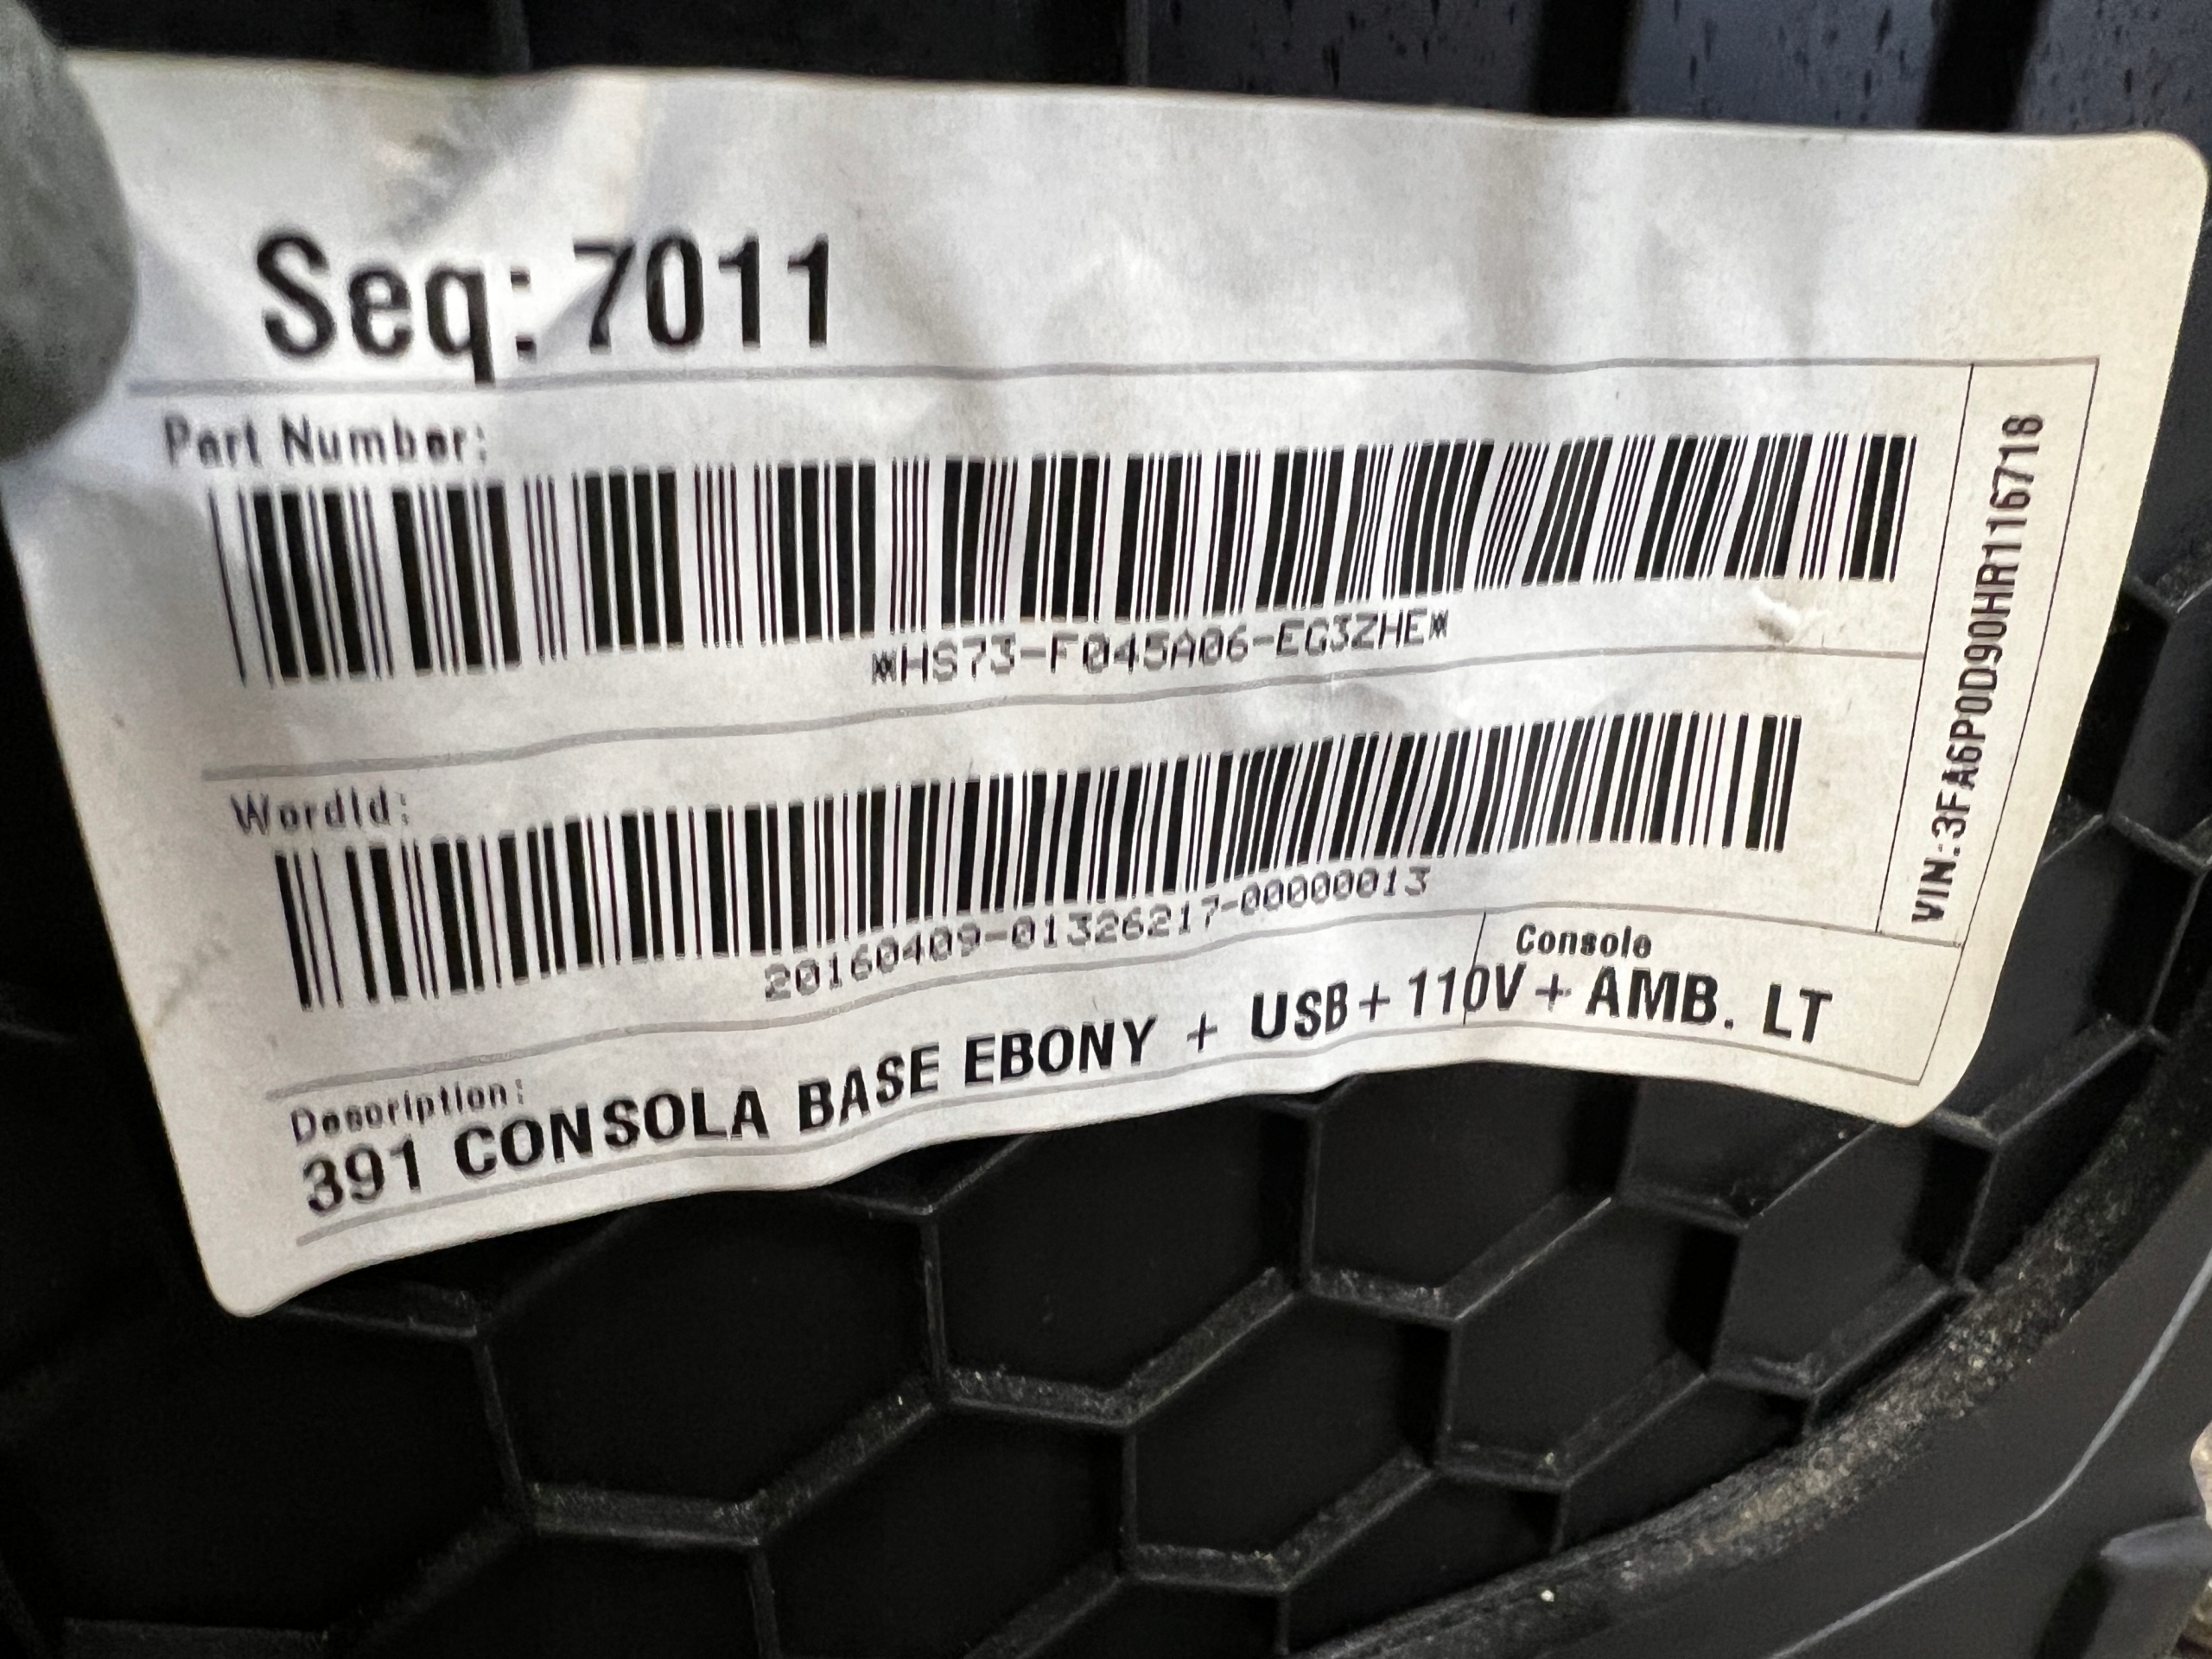 Seq: 7011
Part Number:
*HS73-F045A06-EG3ZHE*
WordId:
20160409-01326217-00000013
VIN:3FA6P0D90HR116718
Console
Description:
391 CONSOLA BASE EBONY + USB+ 110V + AMB. LT